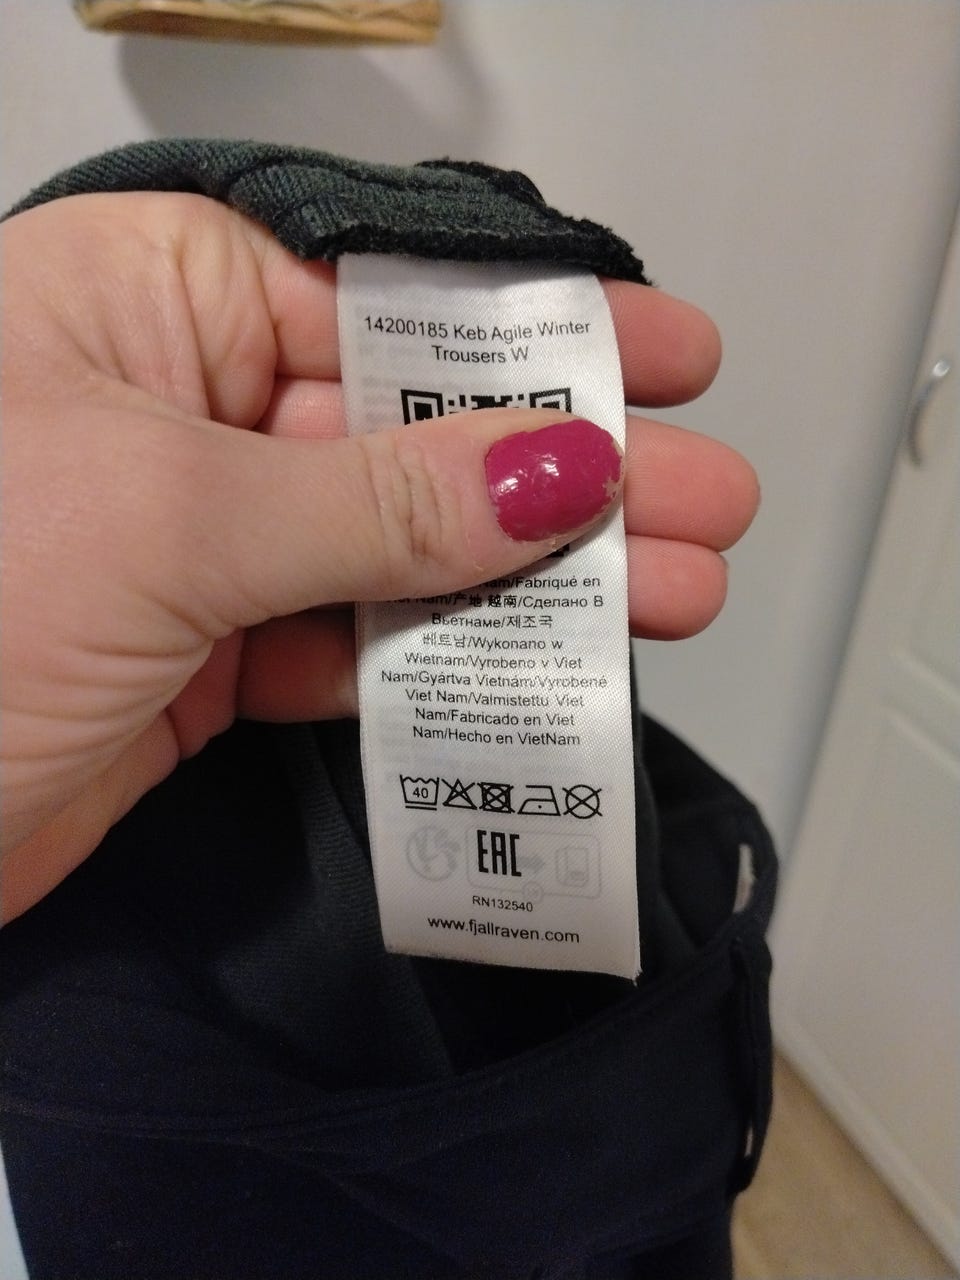 14200185 Keb Agile Winter
Trousers W
Nam/Fabriqué en
Nam/产地 越南/Сделано В
Вьетнаме/제조국
베트남/Wykonano w
Wietnam/Vyrobeno v Viet
Nam/Gyártva Vietnám/Vyrobené
Viet Nam/Valmistettu Viet
Nam/Fabricado en Viet
Nam/Hecho en VietNam
40
EAC
RN132540
www.fjallraven.com